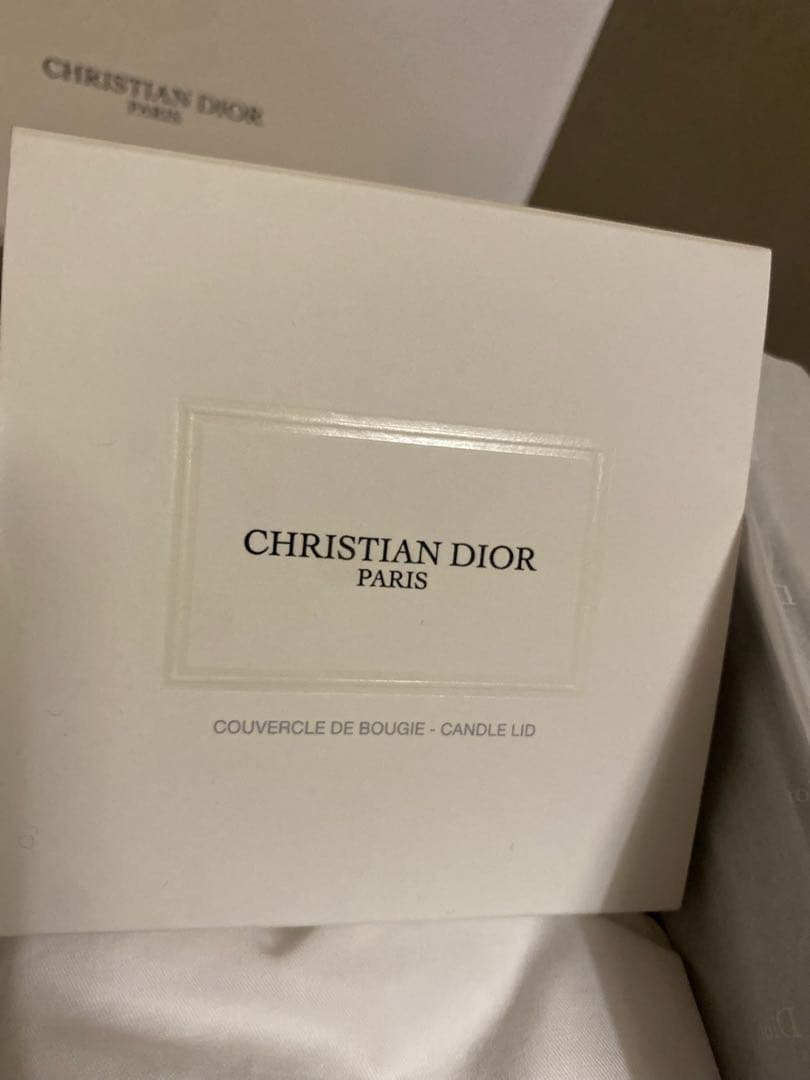 CHRISTIAN DIOR
PARIS
CHRISTIAN DIOR
PARIS
COUVERCLE DE BOUGIE - CANDLE LID